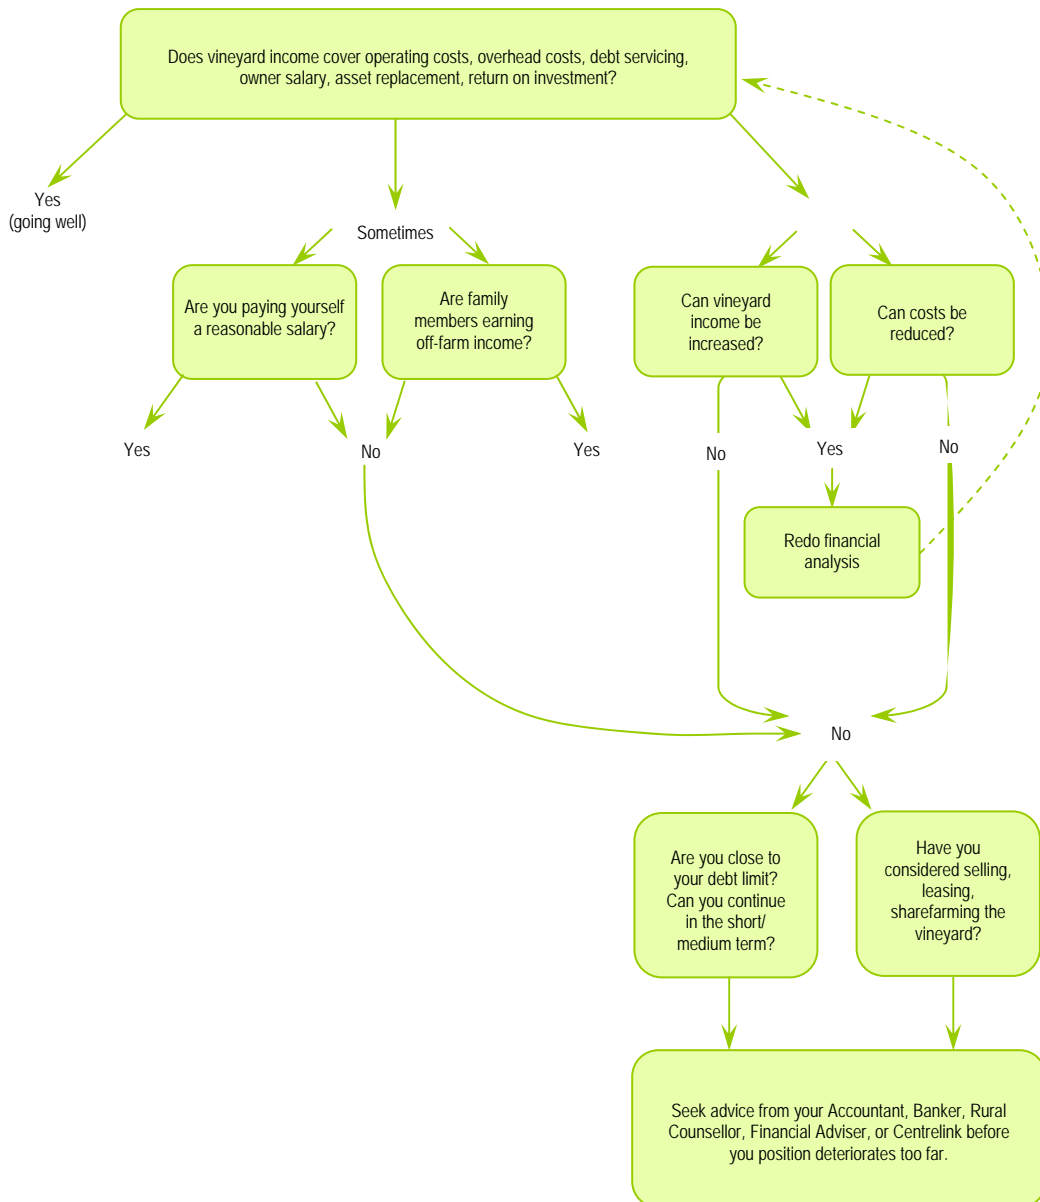 Does vineyard income cover operating costs, overhead costs, debt servicing,
owner salary, asset replacement, return on investment?
Yes
(going well)
Sometimes
Are you paying yourself
a reasonable salary?
Are family
members earning
off-farm income?
Can vineyard
income be
increased?
Can costs be
reduced?
Yes
No
Yes
No
Yes
No
Redo financial
analysis
No
Are you close to
your debt limit?
Can you continue
in the short/
medium term?
Have you
considered selling,
leasing,
sharefarming the
vineyard?
Seek advice from your Accountant, Banker, Rural
Counsellor, Financial Adviser, or Centrelink before
you position deteriorates too far.